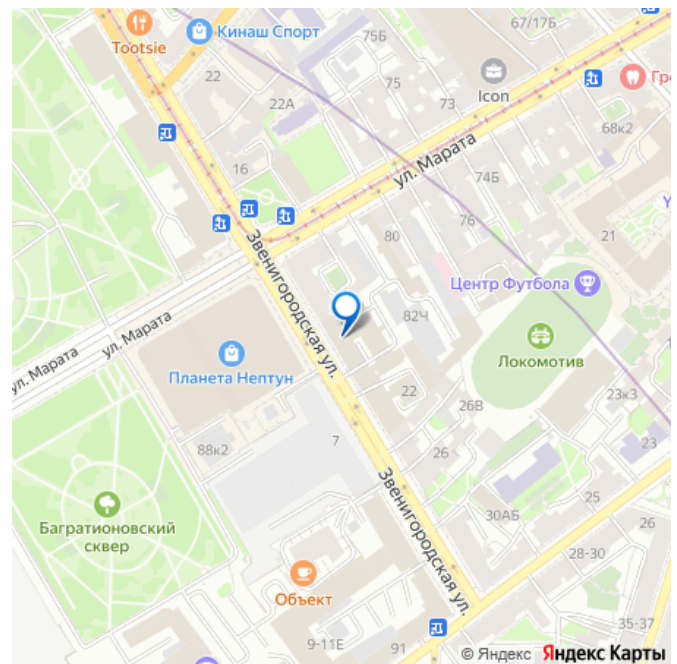 67/17Б
Кинаш Спорт
Tootsie
75Б
22
75
Icon
73
22А
68к2
16
ул. Марата
74Б
76
80
21
Звенигородская ул.
Центр Футбола
82Ч
ул. Марата
ул. Марата
Локомотив
Планета Нептун
22
26В
23к3
7
88к2
26
23
Звенигородская ул.
25
Багратионовский
сквер
30АБ
26
28-30
Объект
35-37
9-11Е
91
© Яндекс Яндекс Карты